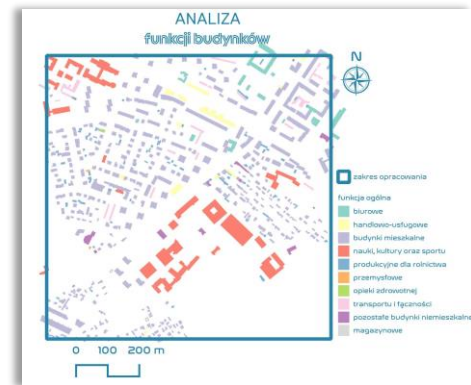 ANALIZA
funkcji budynków
N
zakres opracowania
funkcja ogólna
biurowe
handlowo-usługowe
budynki mieszkalne
nauki, kultury oraz sportu
produkcyjne dla rolnictwa
przemysłowe
opieki zdrowotnej
transportu i łączności
pozostałe budynki niemieszkalne
magazynowe
0 100 200 m